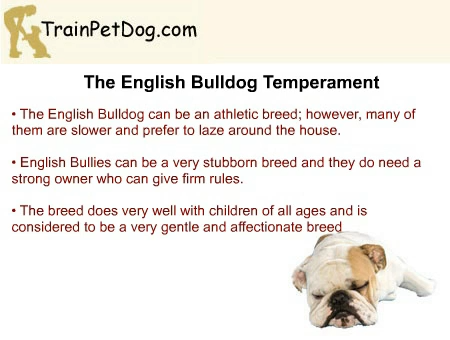 TrainPetDog.com
The English Bulldog Temperament
• The English Bulldog can be an athletic breed; however, many of
them are slower and prefer to laze around the house.
• English Bullies can be a very stubborn breed and they do need a
strong owner who can give firm rules.
• The breed does very well with children of all ages and is
considered to be a very gentle and affectionate breed